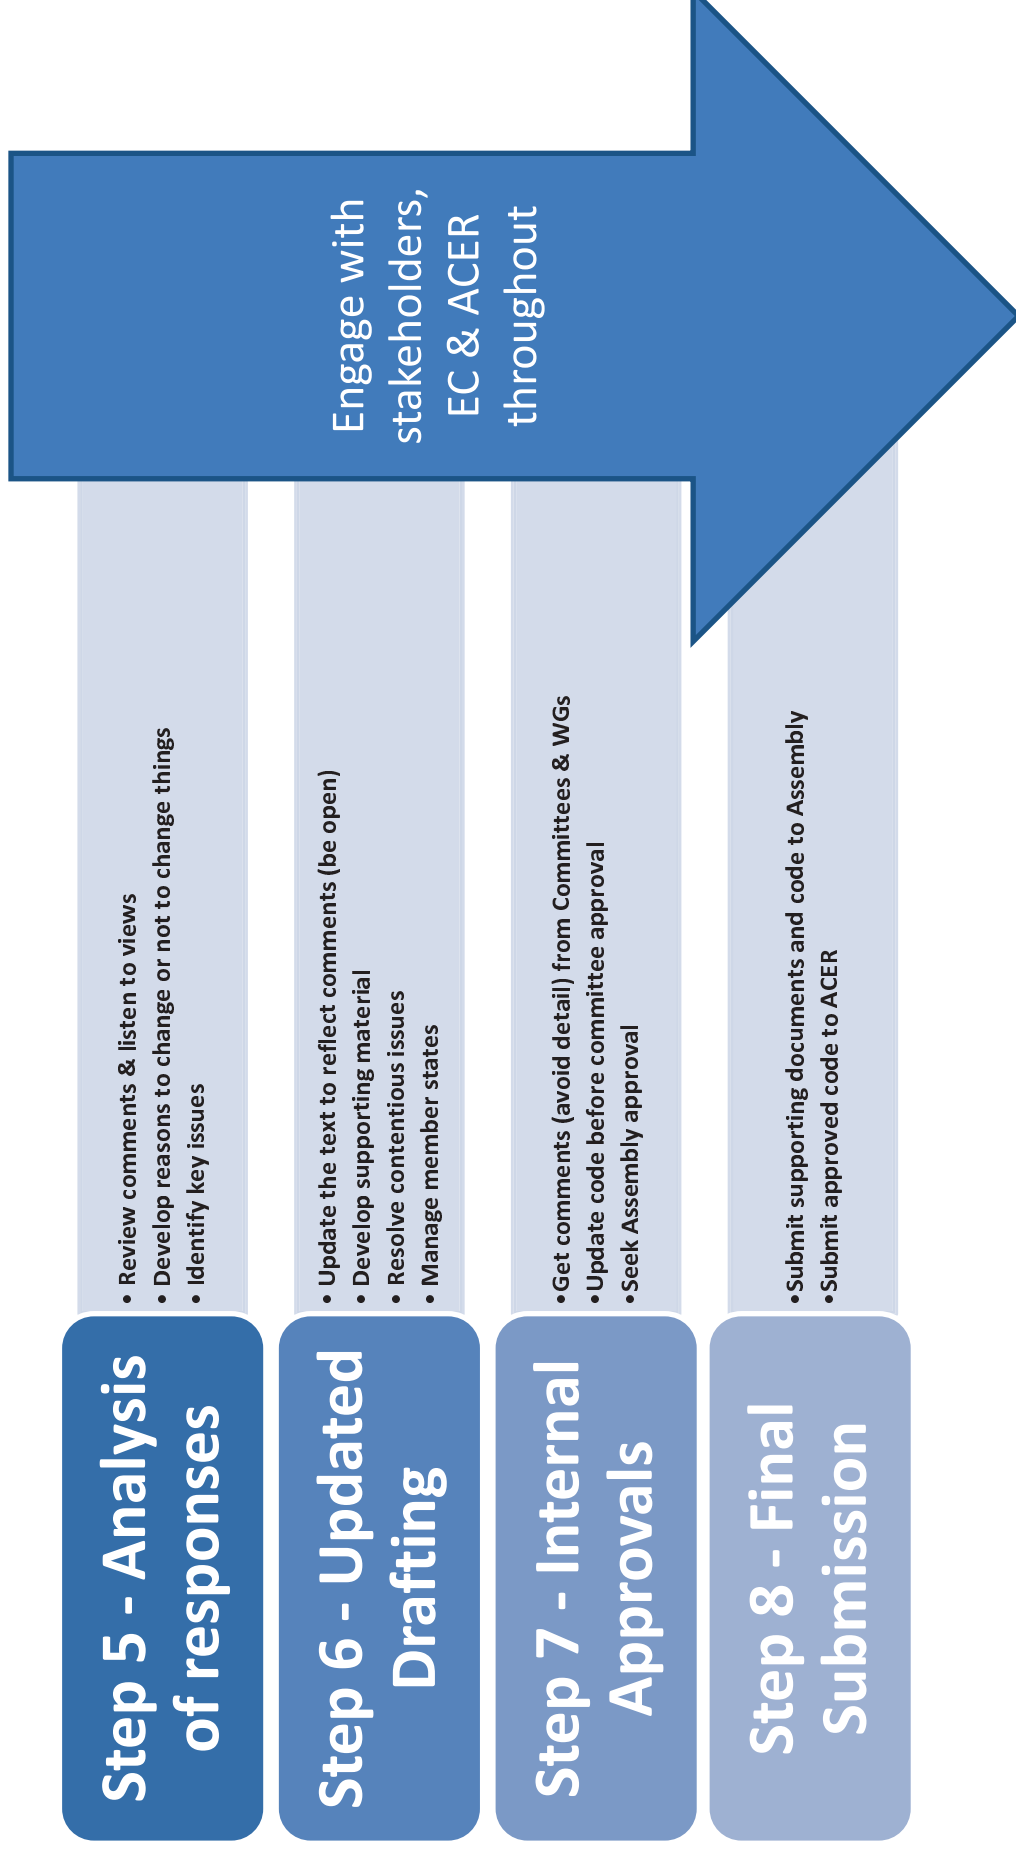 Step 5 - Analysis
of responses
• Review comments & listen to views
• Develop reasons to change or not to change things
• Identify key issues
Step 6 - Updated
Drafting
• Update the text to reflect comments (be open)
• Develop supporting material
• Resolve contentious issues
• Manage member states
Step 7 - Internal
Approvals
•Get comments (avoid detail) from Committees & WGs
•Update code before committee approval
•Seek Assembly approval
Step 8 - Final
Submission
•Submit supporting documents and code to Assembly
•Submit approved code to ACER
Engage with
stakeholders,
EC & ACER
throughout